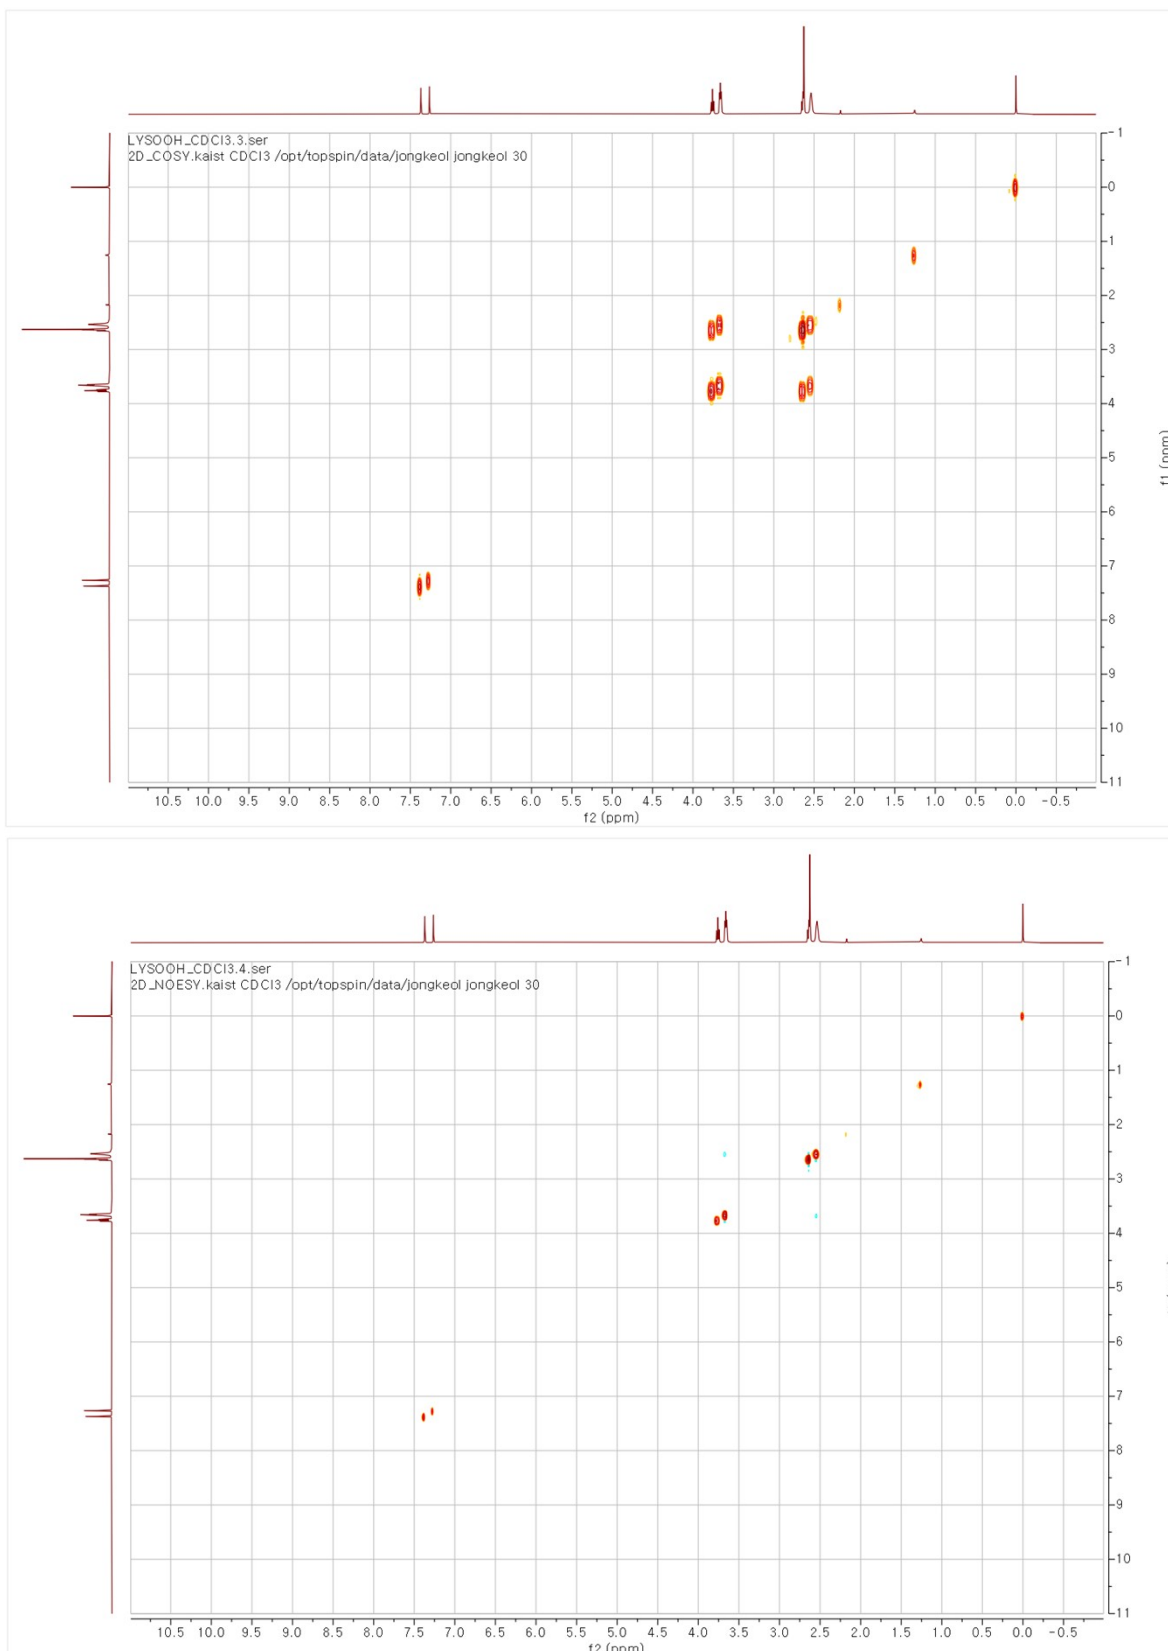 LYSOOH_CDCl3.3.ser
2D_COSY.kaist CDCl3 /opt/topspin/data/jongkeol jongkeol 30
-1
0
1
2
3
4
5
6
7
8
9
10
11
f1 (ppm)
10.5 10.0 9.5 9.0 8.5 8.0 7.5 7.0 6.5 6.0 5.5 5.0 4.5 4.0 3.5 3.0 2.5 2.0 1.5 1.0 0.5 0.0 -0.5
f2 (ppm)
LYSOOH_CDCl3.4.ser
2D_NOESY.kaist CDCl3 /opt/topspin/data/jongkeol jongkeol 30
-1
0
1
2
3
4
5
6
7
8
9
10
11
10.5 10.0 9.5 9.0 8.5 8.0 7.5 7.0 6.5 6.0 5.5 5.0 4.5 4.0 3.5 3.0 2.5 2.0 1.5 1.0 0.5 0.0 -0.5
f2 (ppm)